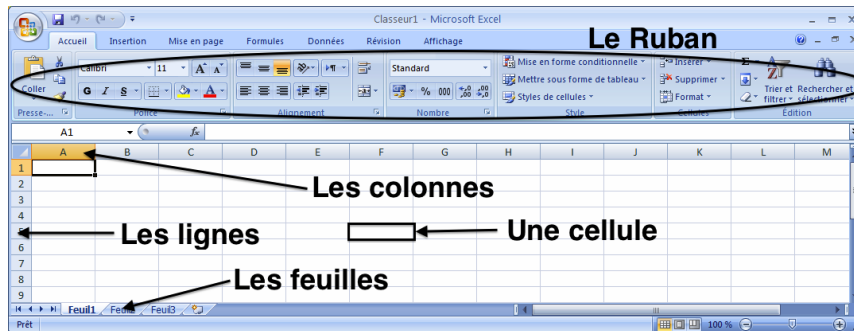 Classeur1 - Microsoft Excel
Accueil Insertion Mise en page Formules Données Révision Affichage
Le Ruban
Calibri 11 Standard Mise en forme conditionnelle Insérer Σ
Coller G I S % 000 Mettre sous forme de tableau Supprimer Trier et Rechercher et
Styles de cellules Format filtrer sélectionner
Presse-... Police Alignement Nombre Style Cellules Édition
A1 fx
A B C D E F G H I J K L M
1
2
Les colonnes
3
4
5 Les lignes Une cellule
6
7
8 Les feuilles
9
Feuil1 Feuil2 Feuil3
Prêt 100 %